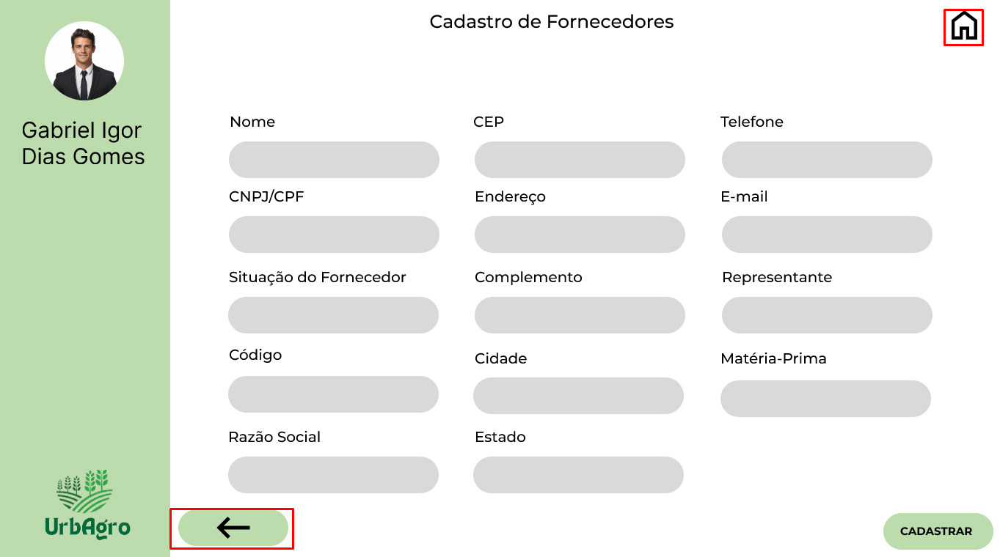 Cadastro de Fornecedores
Gabriel Igor
Dias Gomes
Nome
CEP
Telefone
CNPJ/CPF
Endereço
E-mail
Situação do Fornecedor
Complemento
Representante
Código
Cidade
Matéria-Prima
Razão Social
Estado
UrbAgro
CADASTRAR